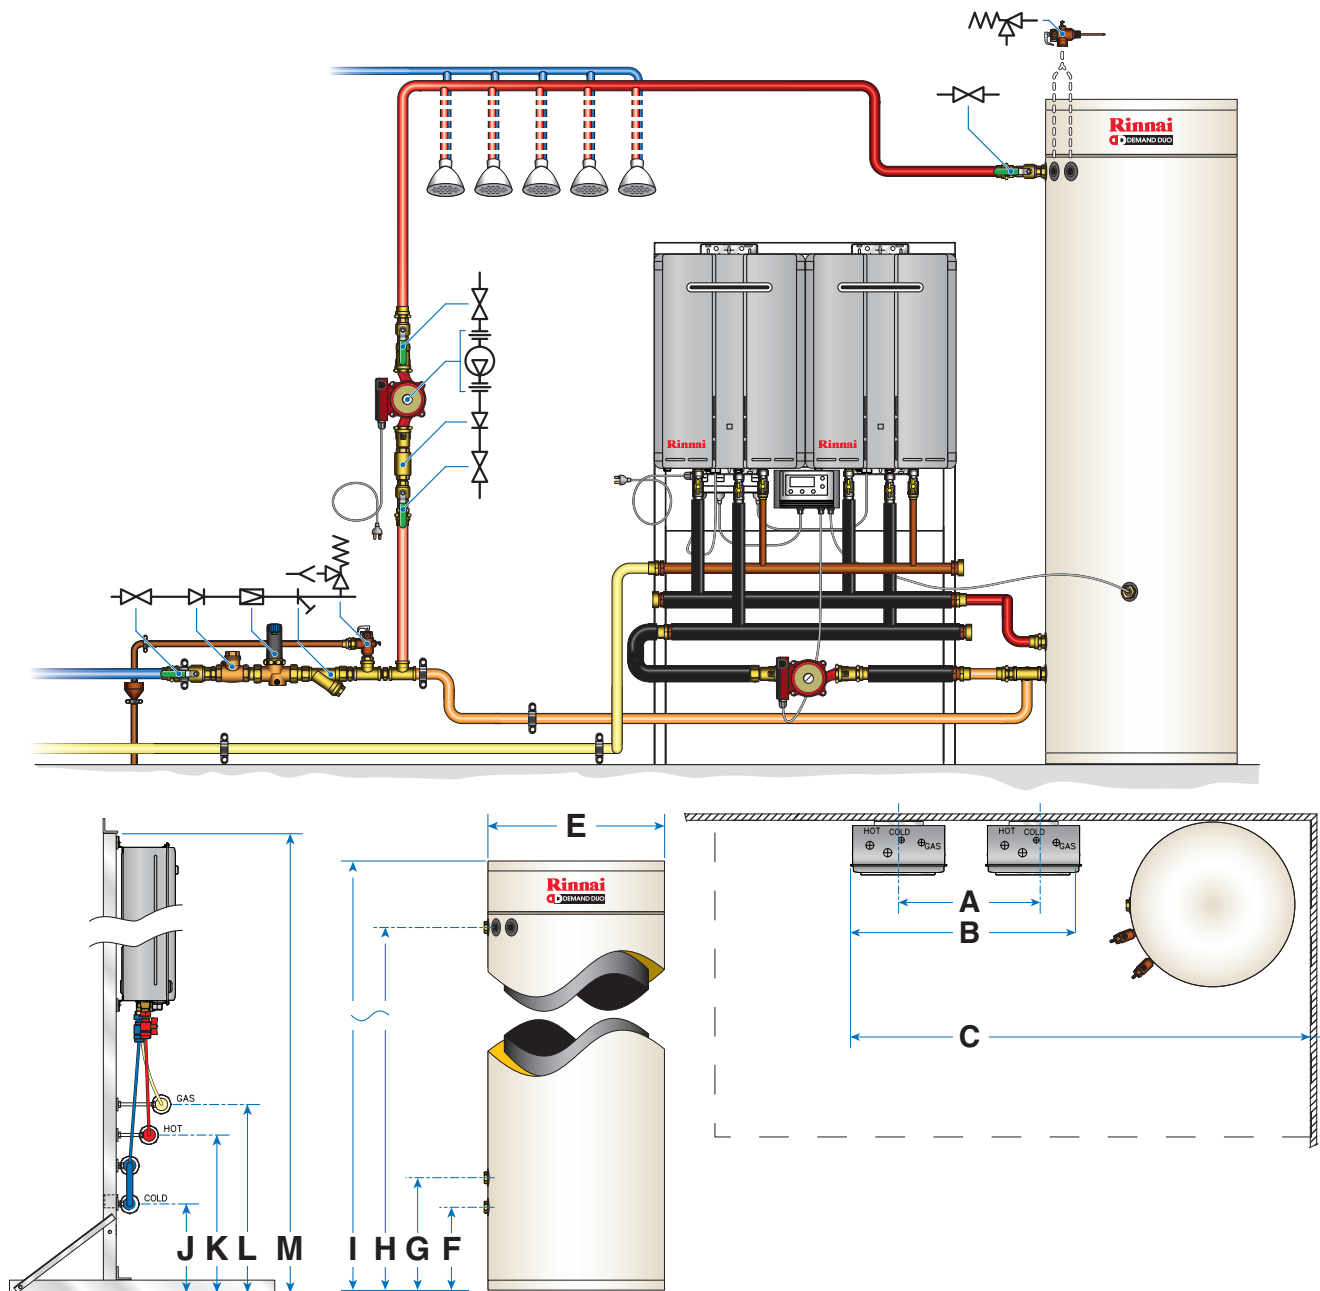 Rinnai
DEMAND DUO
Rinnai
Rinnai
E
Rinnai
DEMAND DUO
HOT COLD GAS
HOT COLD GAS
A
B
C
GAS
HOT
COLD
J K L M
I H G F